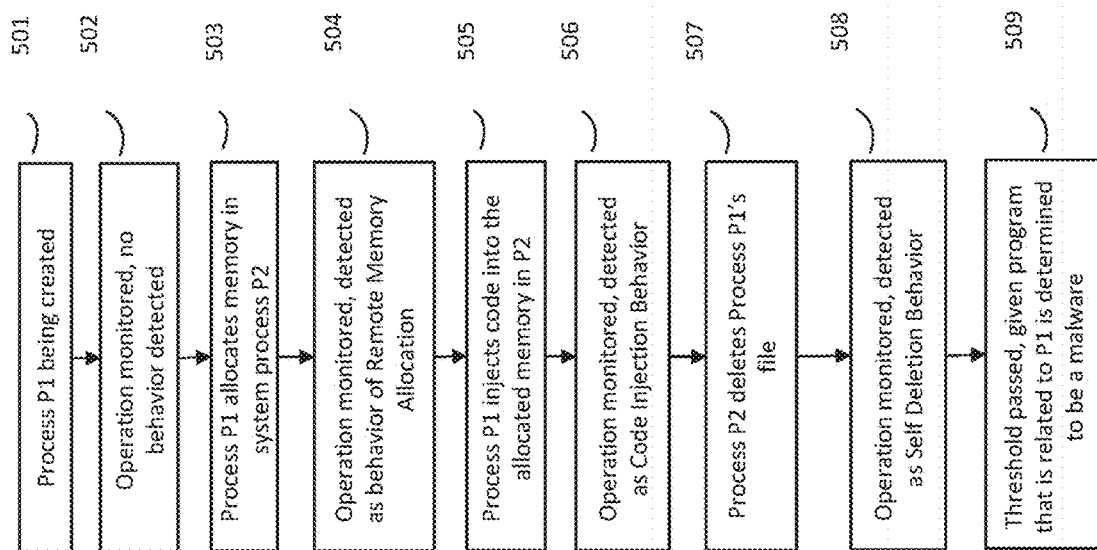 501
Process P1 being created
502
Operation monitored, no
behavior detected
503
Process P1 allocates memory in
system process P2
504
Operation monitored, detected
as behavior of Remote Memory
Allocation
505
Process P1 injects code into the
allocated memory in P2
506
Operation monitored, detected
as Code Injection Behavior
507
Process P2 deletes Process P1's
file
508
Operation monitored, detected
as Self Deletion Behavior
509
Threshold passed, given program
that is related to P1 is determined
to be a malware